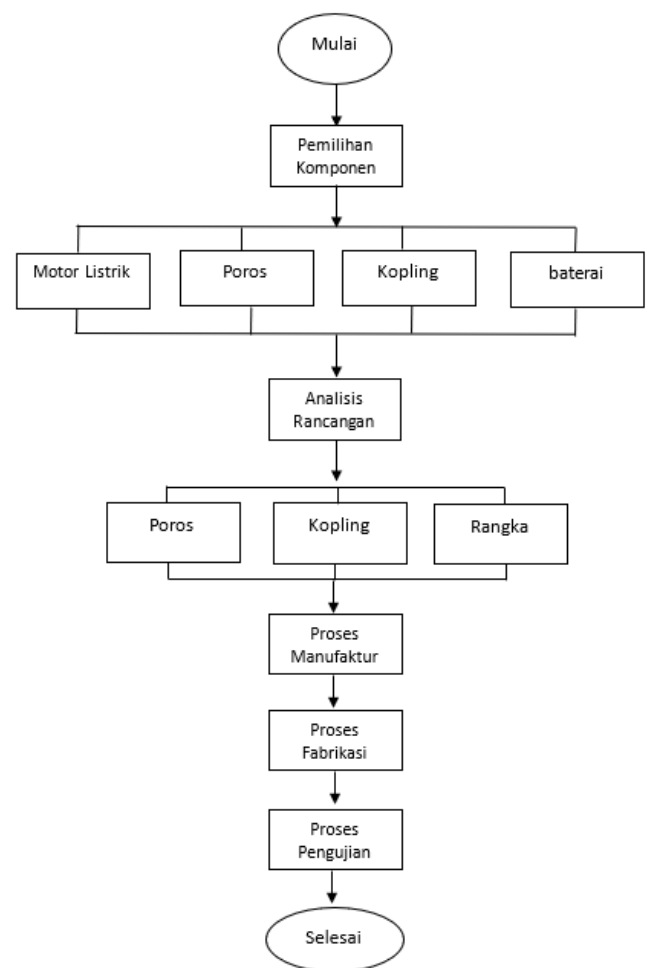 Mulai
Pemilihan
Komponen
Motor Listrik
Poros
Kopling
baterai
Analisis
Rancangan
Poros
Kopling
Rangka
Proses
Manufaktur
Proses
Fabrikasi
Proses
Pengujian
Selesai